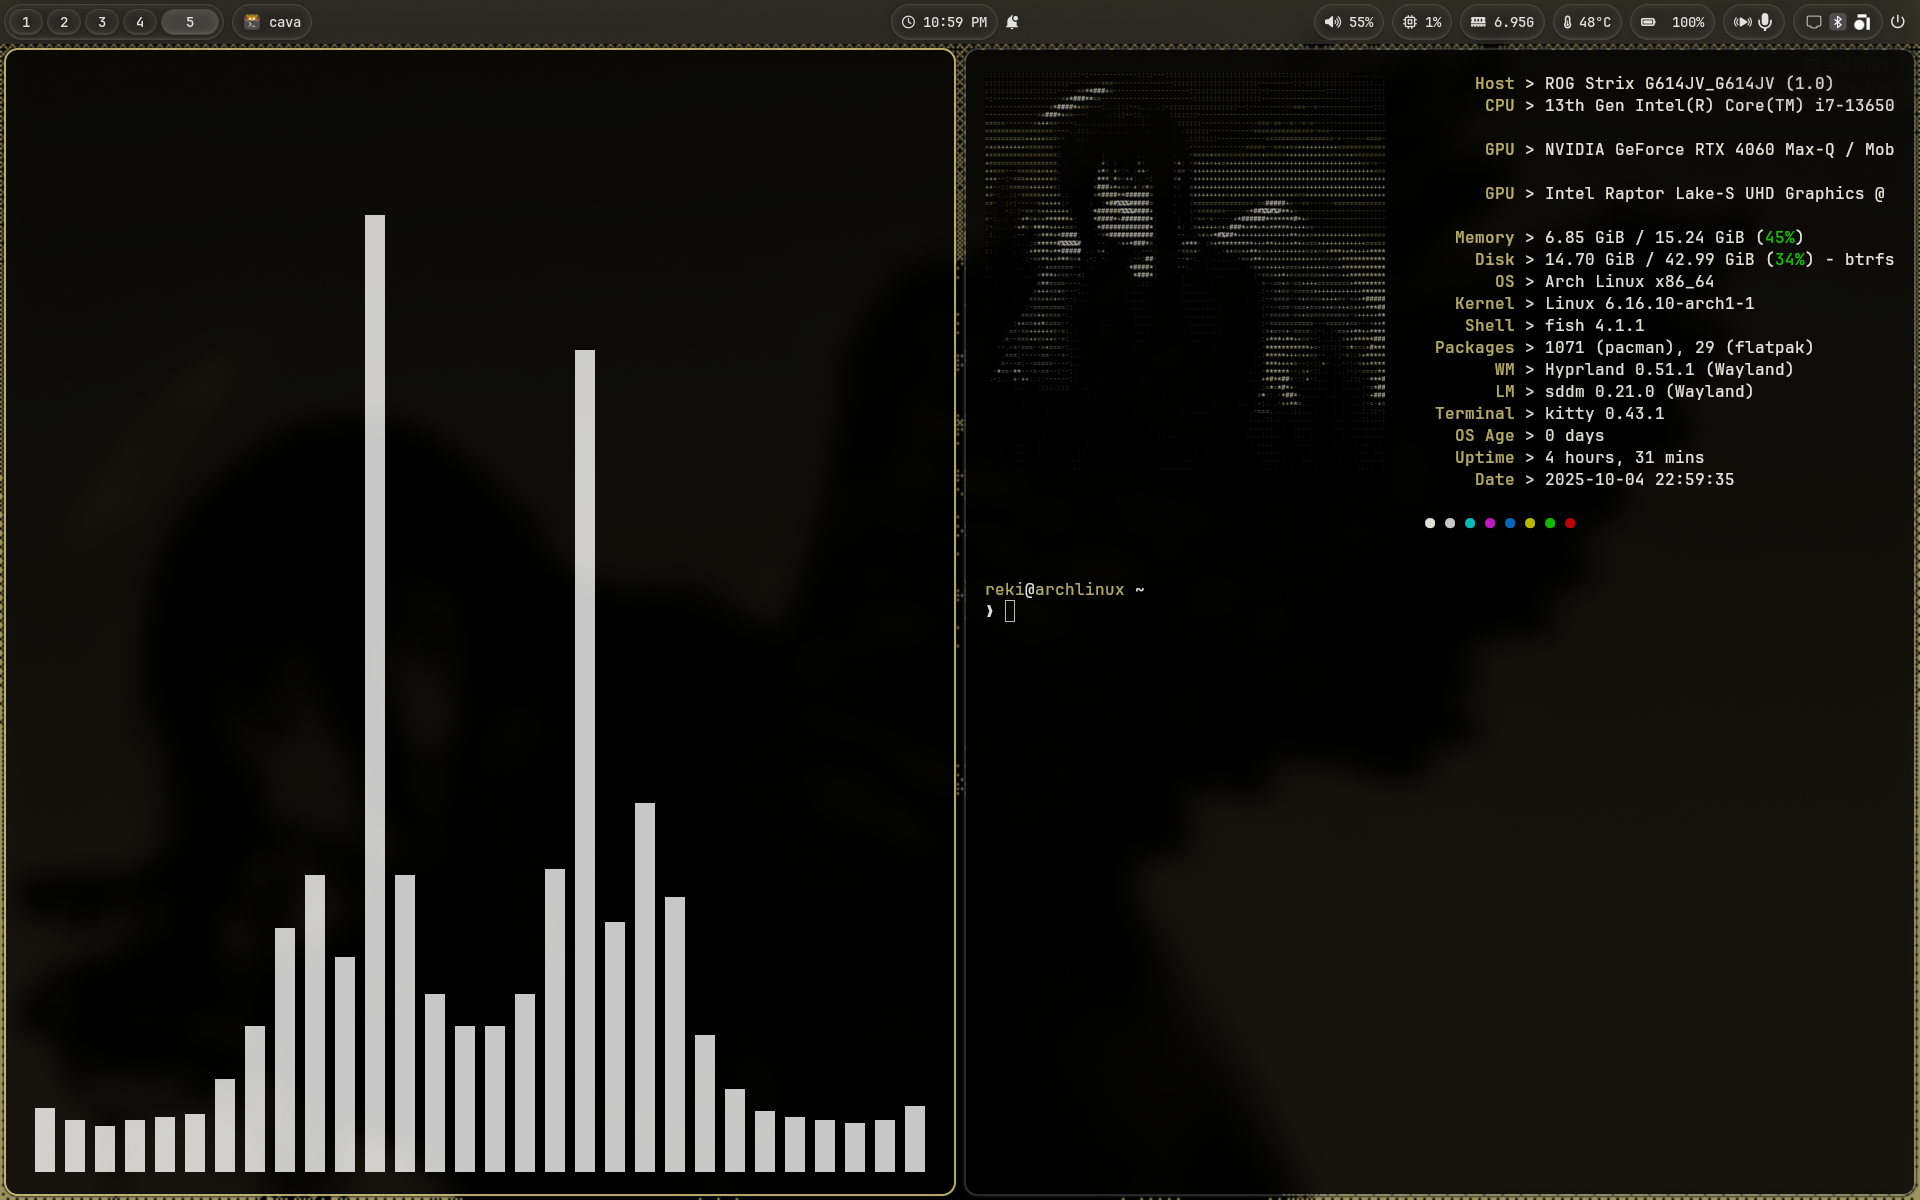 1 2 3 4 5 cava 10:59 PM 55% 1% 6.95G 48°C 100%
Host > ROG Strix G614JV_G614JV (1.0)
CPU > 13th Gen Intel(R) Core(TM) i7-13650
GPU > NVIDIA GeForce RTX 4060 Max-Q / Mob
GPU > Intel Raptor Lake-S UHD Graphics @
Memory > 6.85 GiB / 15.24 GiB (45%)
Disk > 14.70 GiB / 42.99 GiB (34%) - btrfs
OS > Arch Linux x86_64
Kernel > Linux 6.16.10-arch1-1
Shell > fish 4.1.1
Packages > 1071 (pacman), 29 (flatpak)
WM > Hyprland 0.51.1 (Wayland)
LM > sddm 0.21.0 (Wayland)
Terminal > kitty 0.43.1
OS Age > 0 days
Uptime > 4 hours, 31 mins
Date > 2025-10-04 22:59:35
reki@archlinux ~
❱